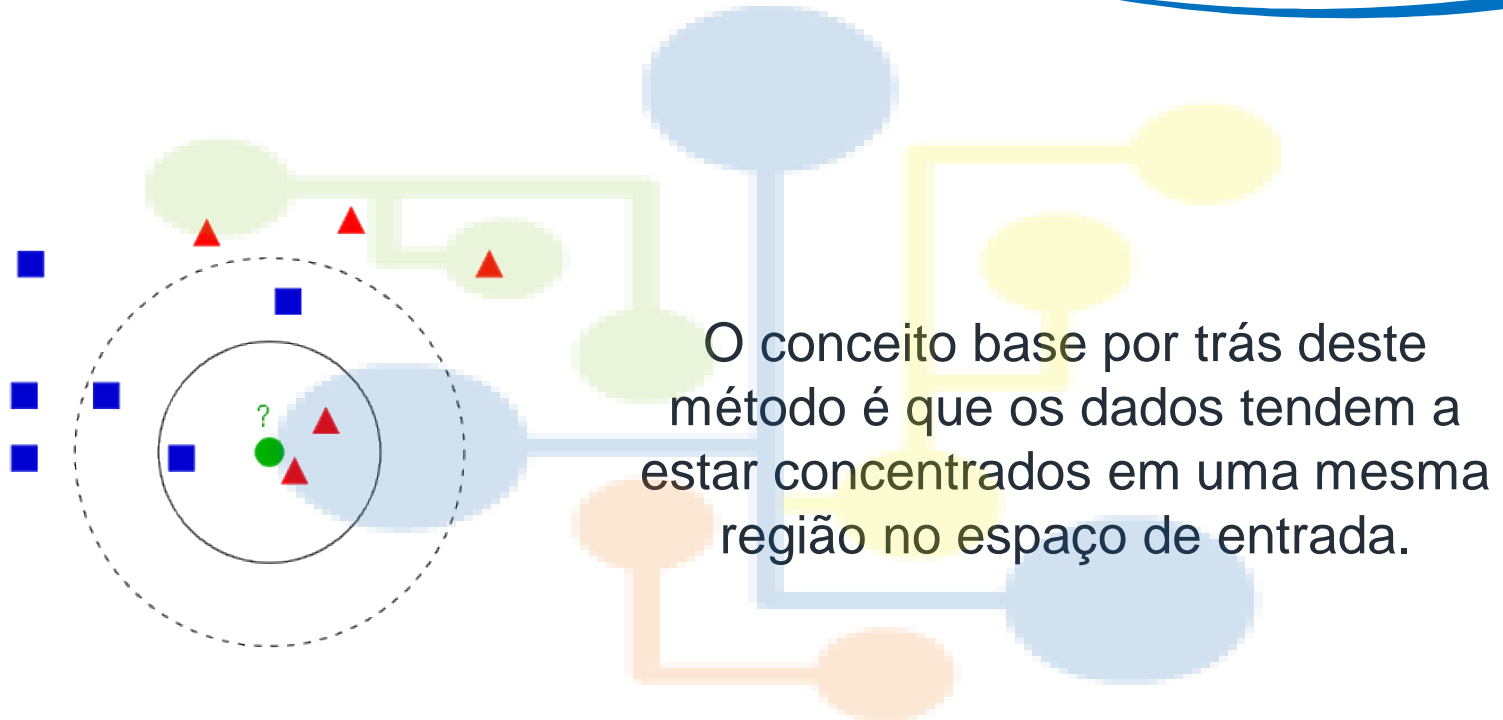 ?
O conceito base por trás deste
método é que os dados tendem a
estar concentrados em uma mesma
região no espaço de entrada.